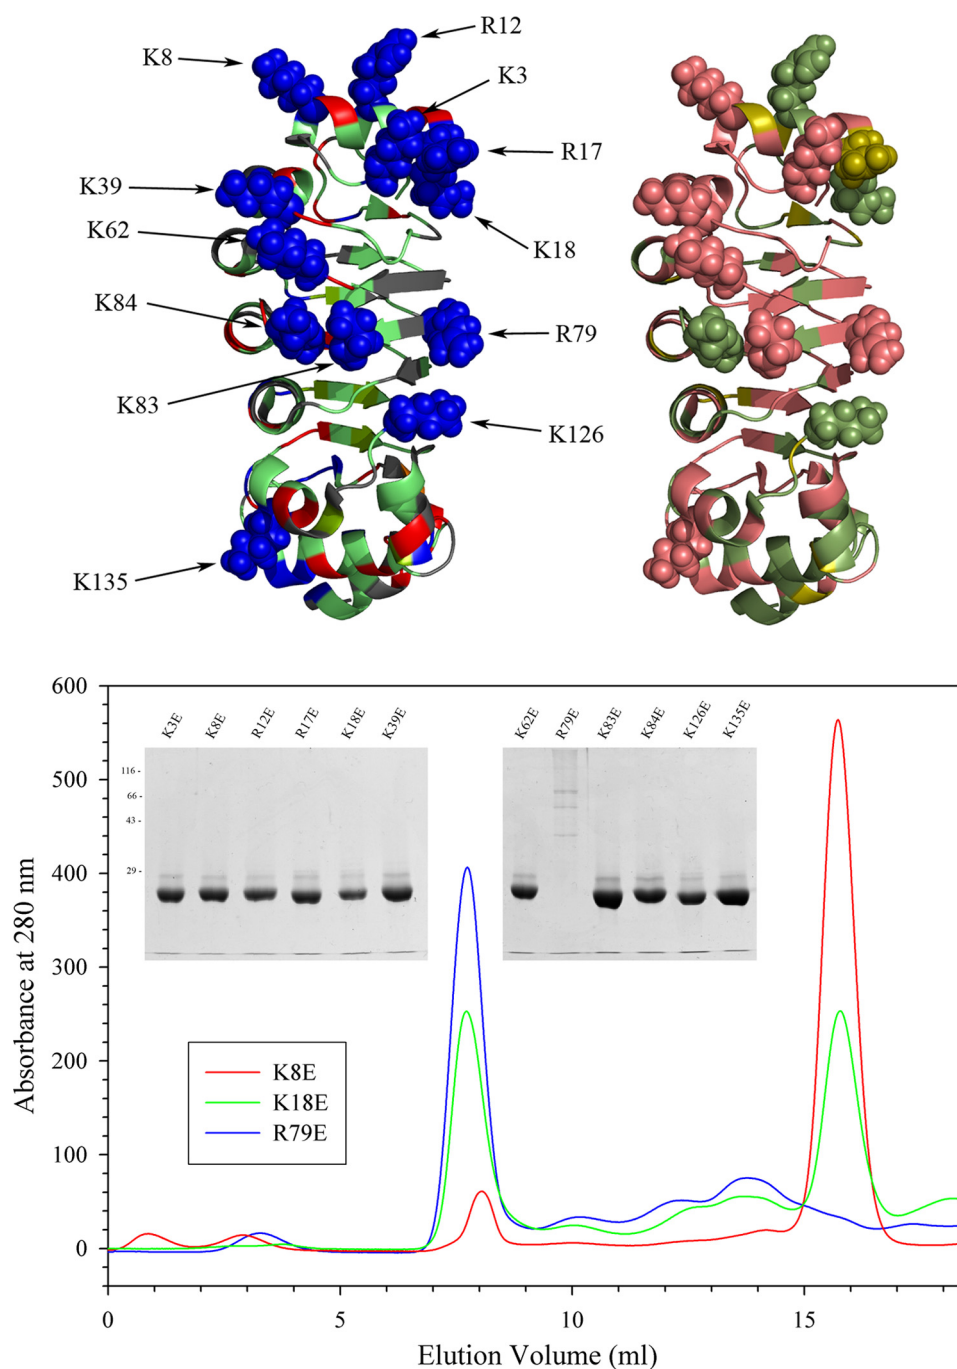 R12
K8
K3
R17
K39
K62
K18
K84
R79
K83
K126
K135
600
500
400
300
200
100
0
Absorbance at 280 nm
K3E K8E R12E R17E K18E K39E
116 -
66 -
43 -
29 -
K62E R79E K83E K84E K126E K135E
K8E
K18E
R79E
0 5 10 15
Elution Volume (ml)